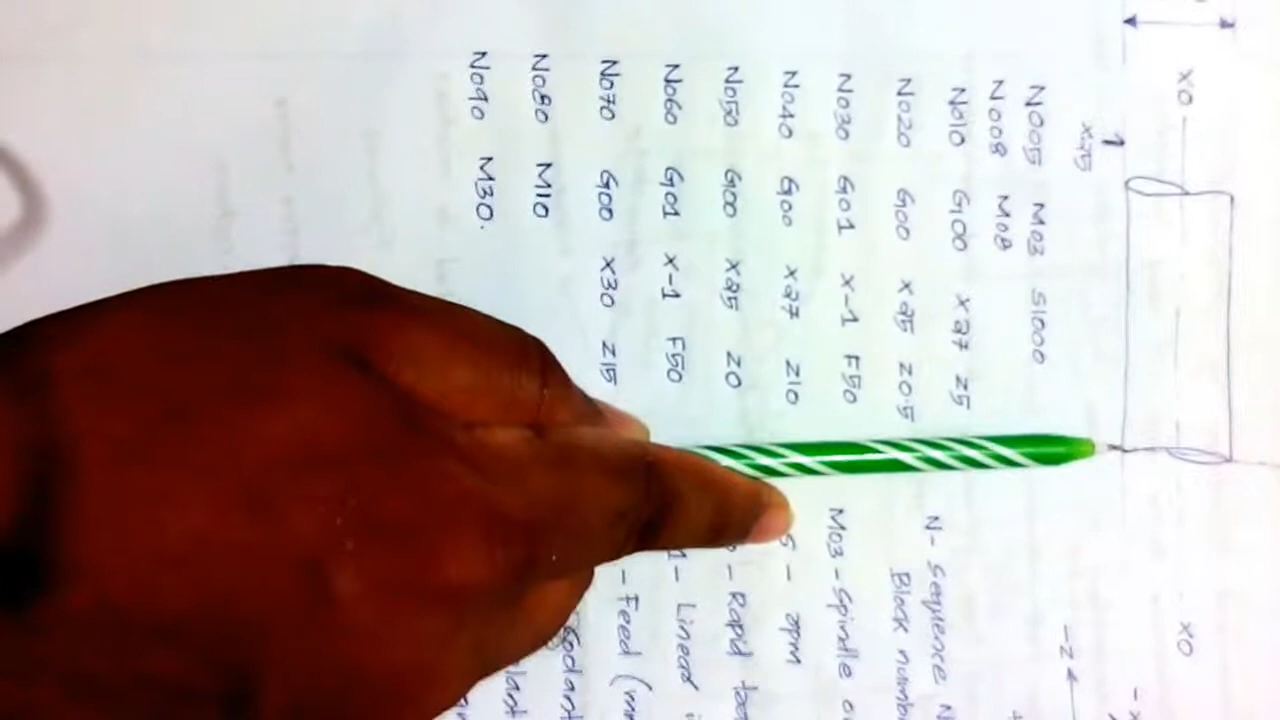 X0
X0
X25
1
N005 M03 S1000
N008 M08
N010 G00 X27 Z5
N020 G00 X25 Z0.5
N030 G01 X-1 F50
N040 G00 X27 Z10
N050 G00 X25 Z0
N060 G01 X-1 F50
N070 G00 X30 Z15
N080 M10
N090 M30.
-Z
N- Sequence N
Block numb
M03 - Spindle o
S - rpm
- Rapid
1 - Linear i
- Feed (m